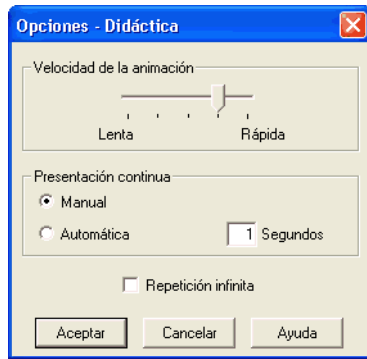 Opciones - Didáctica
Velocidad de la animación
Lenta Rápida
Presentación continua
Manual
Automática 1 Segundos
Repetición infinita
Aceptar Cancelar Ayuda